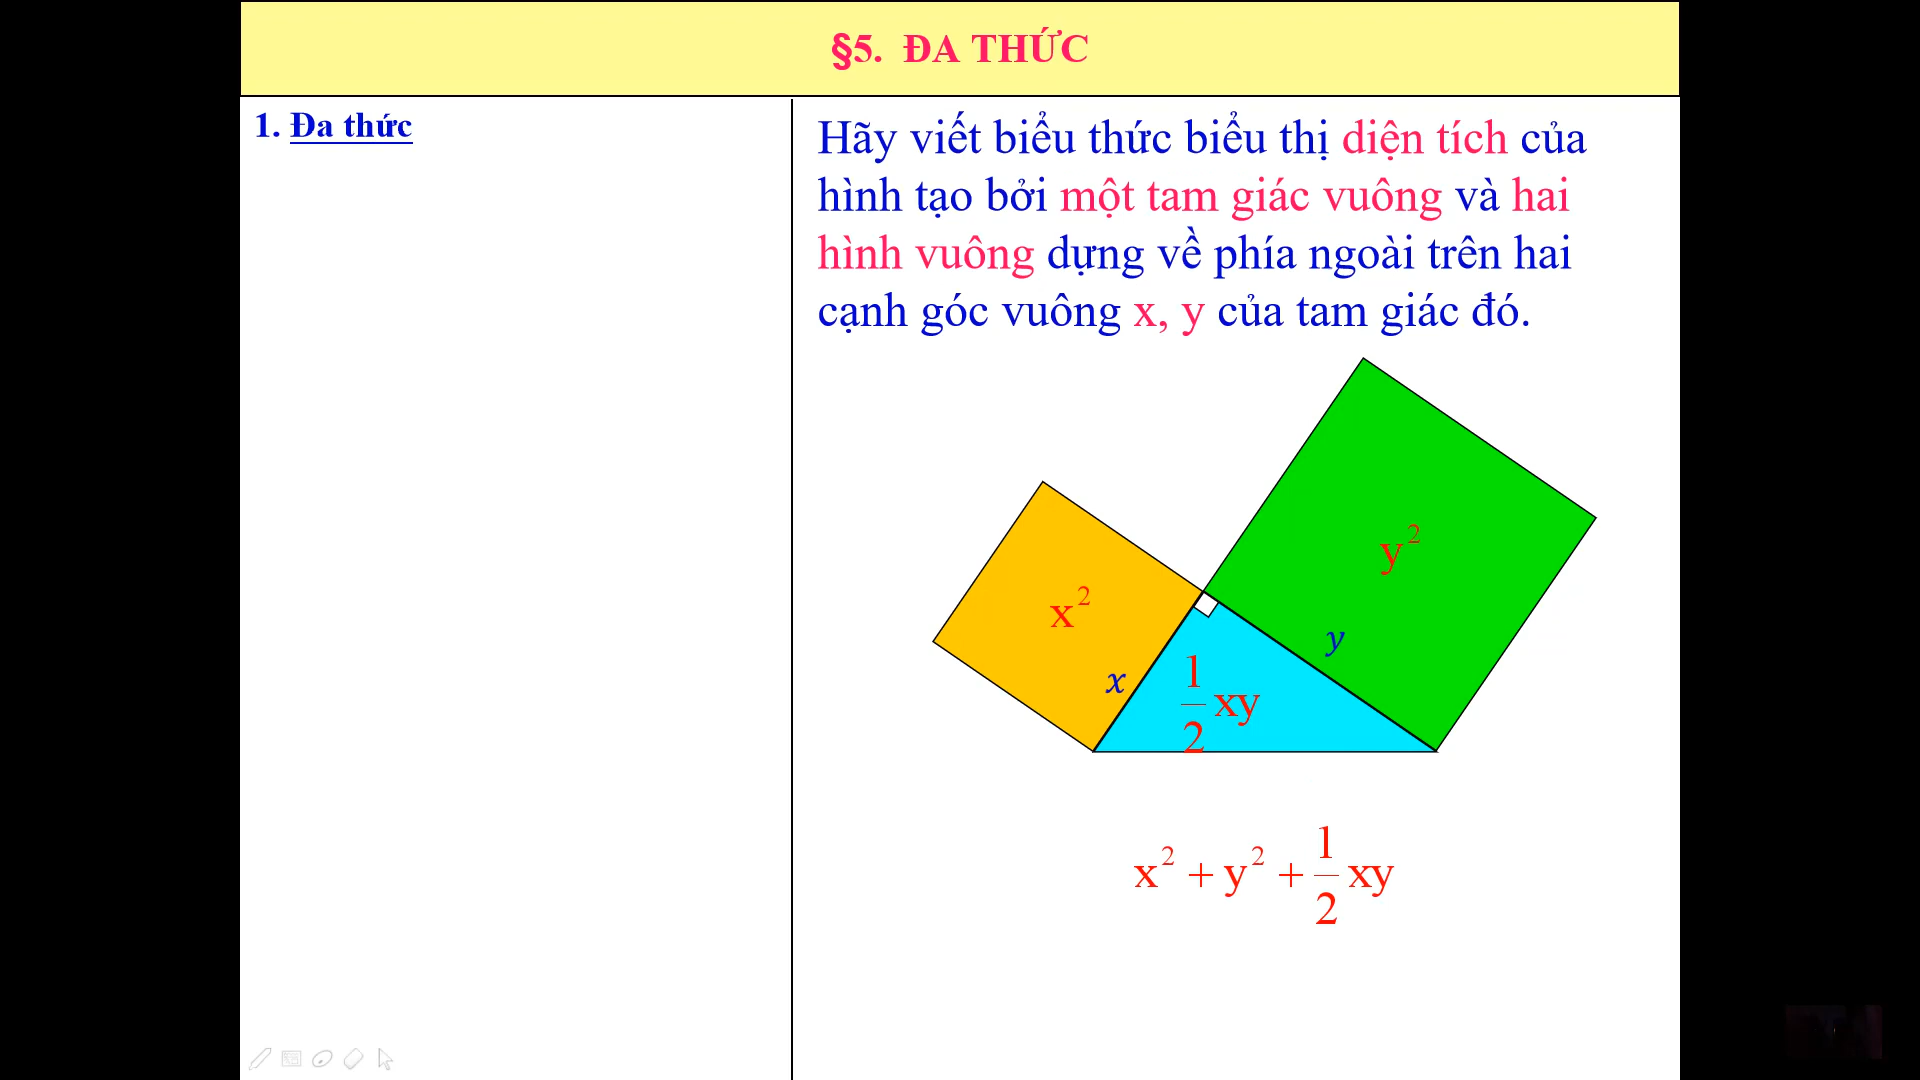 §5. ĐA THỨC
1. Đa thức
Hãy viết biểu thức biểu thị diện tích của
hình tạo bởi một tam giác vuông và hai
hình vuông dựng về phía ngoài trên hai
cạnh góc vuông x, y của tam giác đó.
x²
y²
x
y
1/2 xy
x² + y² + 1/2 xy